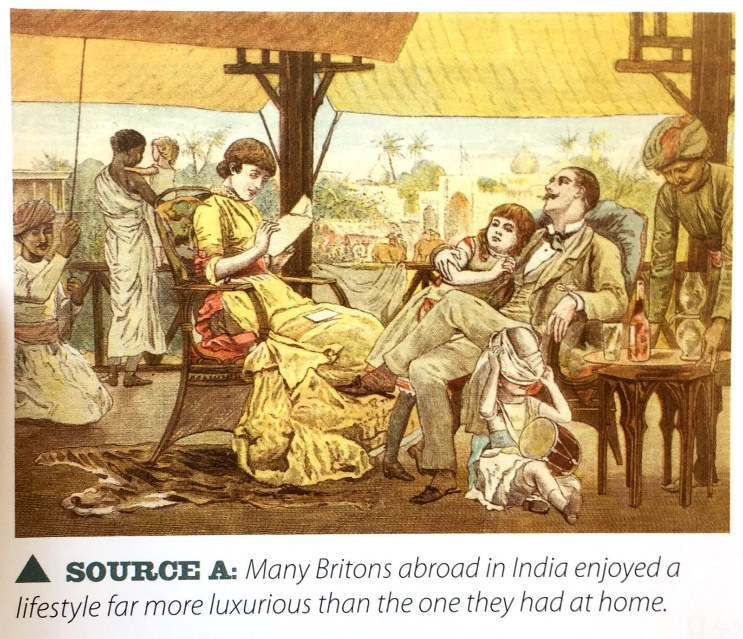 ▲ SOURCE A: Many Britons abroad in India enjoyed a
lifestyle far more luxurious than the one they had at home.